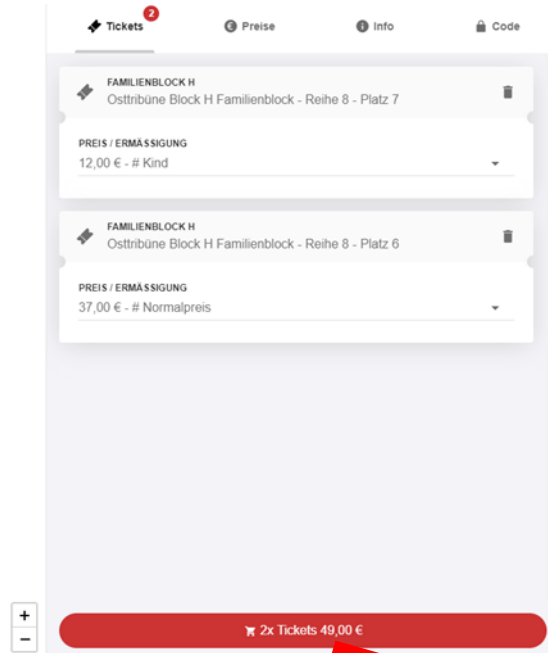 2
Tickets Preise Info Code
FAMILIENBLOCK H
Osttribüne Block H Familienblock - Reihe 8 - Platz 7
PREIS / ERMÄSSIGUNG
12,00 € - # Kind
FAMILIENBLOCK H
Osttribüne Block H Familienblock - Reihe 8 - Platz 6
PREIS / ERMÄSSIGUNG
37,00 € - # Normalpreis
+
−
2x Tickets 49,00 €